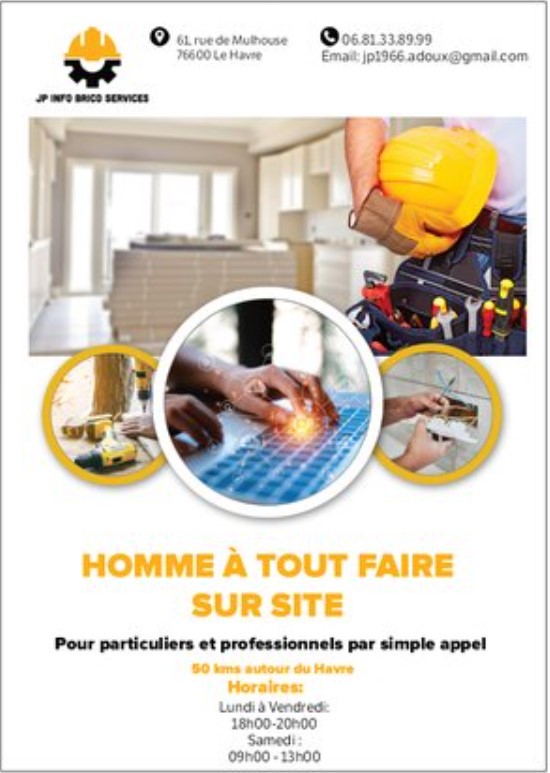 JP INFO BRICO SERVICES
61, rue de Mulhouse
76600 Le Havre
06.81.33.89.99
Email: jp1966.adoux@gmail.com
HOMME À TOUT FAIRE
SUR SITE
Pour particuliers et professionnels par simple appel
50 kms autour du Havre
Horaires:
Lundi à Vendredi:
18h00-20h00
Samedi :
09h00 - 13h00